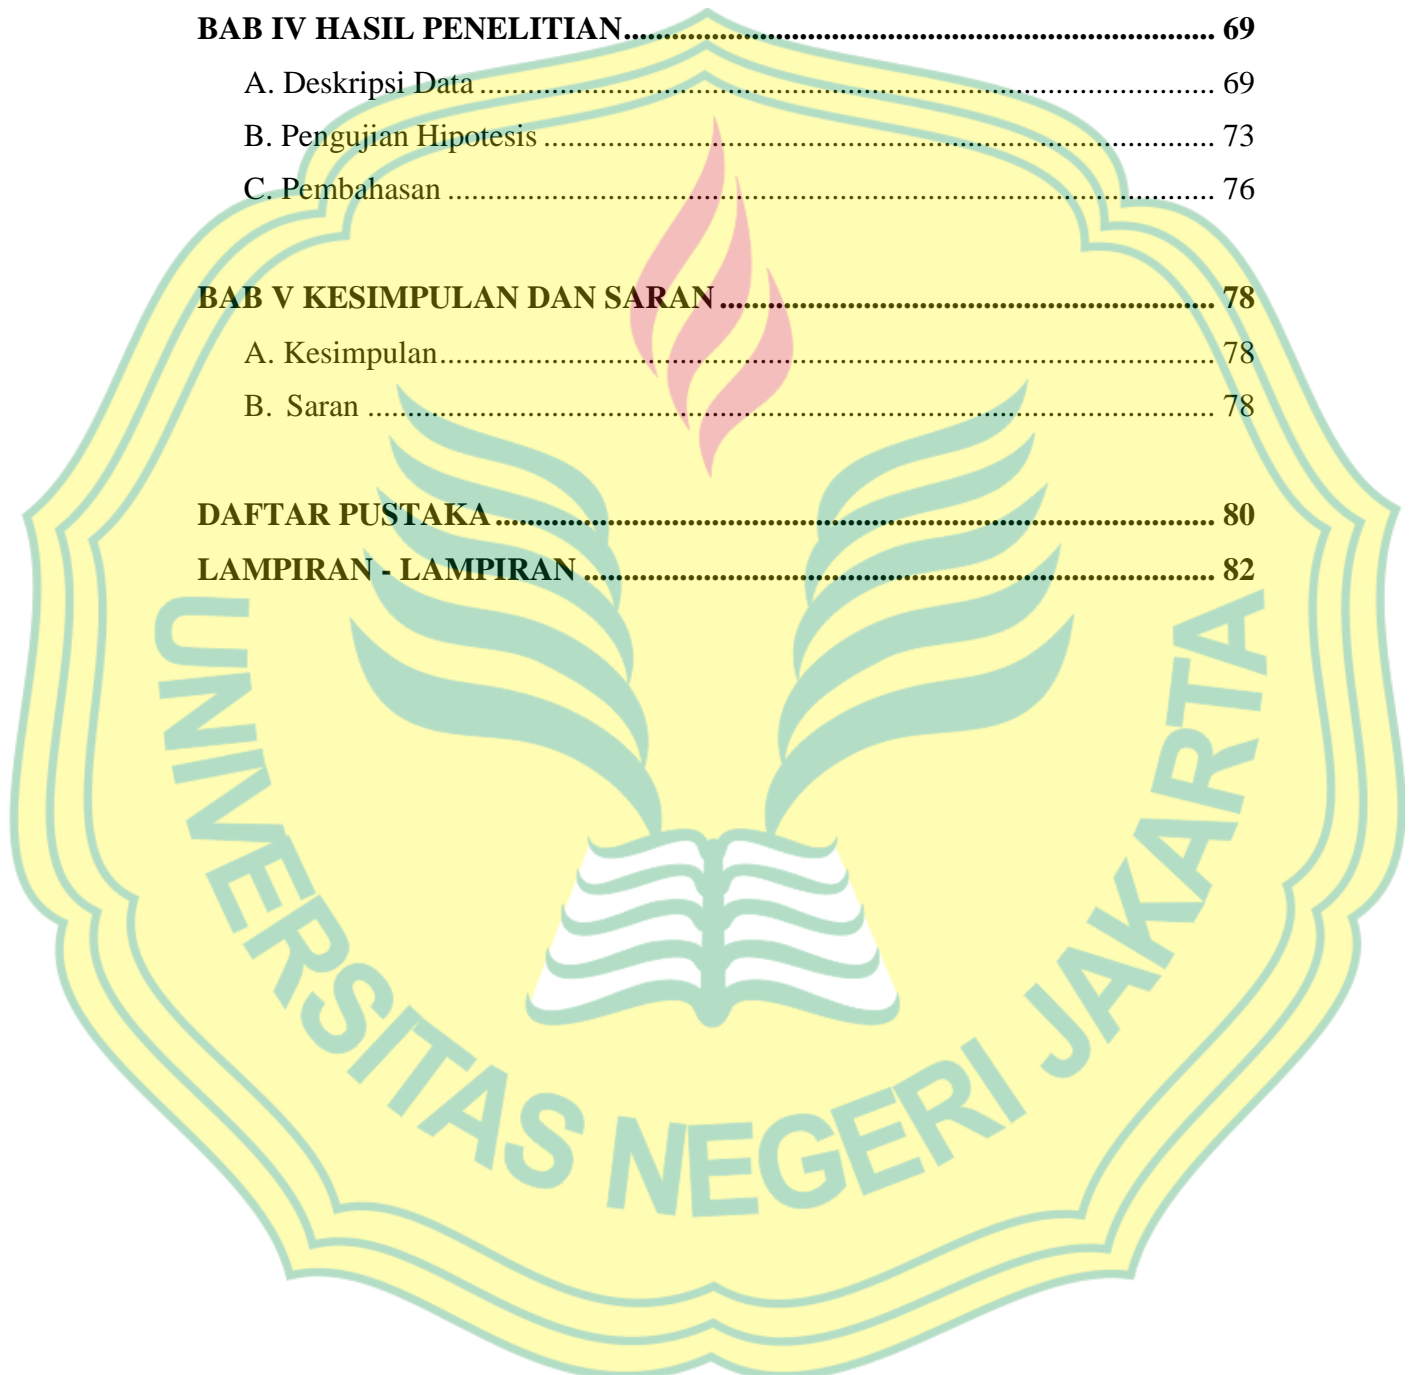 BAB IV HASIL PENELITIAN.......................................................................... 69
A. Deskripsi Data ............................................................................................ 69
B. Pengujian Hipotesis .................................................................................... 73
C. Pembahasan ................................................................................................ 76
BAB V KESIMPULAN DAN SARAN .............................................................. 78
A. Kesimpulan................................................................................................. 78
B. Saran .......................................................................................................... 78
DAFTAR PUSTAKA .......................................................................................... 80
LAMPIRAN - LAMPIRAN ............................................................................... 82
UNIVERSITAS NEGERI JAKARTA